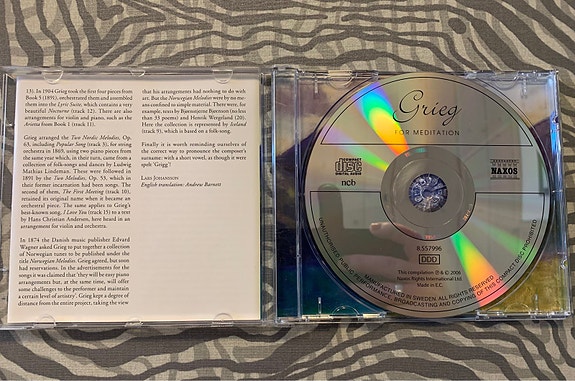 13). In 1904 Grieg took the first four pieces from
Book 5 (1891), orchestrated them and assembled
them into the Lyric Suite, which contains a very
beautiful Nocturne (track 12). There are also
arrangements for violin and piano, such as the
Arietta from Book 1 (track 11).
Grieg arranged the Two Nordic Melodies, Op.
63, including Popular Song (track 3), for string
orchestra in 1869, using two piano pieces from
the same year which, in their turn, came from a
collection of folk-songs and dances by Ludwig
Mathias Lindeman. These were followed in
1891 by the Two Melodies, Op. 53, which in
their former incarnation had been songs. The
second of them, The First Meeting (track 10),
retained its original name when it became an
orchestral piece. The same applies to Grieg's
best-known song, I Love You (track 15) to a text
by Hans Christian Andersen, here heard in an
arrangement for violin and orchestra.
In 1874 the Danish music publisher Edvard
Wagner asked Grieg to put together a collection
of Norwegian tunes to be published under the
title Norwegian Melodies. Grieg agreed, but soon
had reservations. In the advertisements for the
songs it was claimed that 'they will be easy piano
arrangements but, at the same time, will offer
some challenges to the performer and maintain
a certain level of artistry'. Grieg kept a degree of
distance from the entire project, taking the view
that his arrangements had nothing to do with
art. But the Norwegian Melodies were by no me-
ans confined to simple material. There were, for
example, texts by Bjørnstjerne Bjørnson (no less
than 33 poems) and Henrik Wergeland (20).
Here the collection is represented by Iceland
(track 9), which is based on a folk-song.
Finally it is worth reminding ourselves of
the correct way to pronounce the composer's
surname: with a short vowel, as though it were
spelt 'Grigg'!
Lars Johansson
English translation: Andrew Barnett
Grieg
FOR MEDITATION
COMPACT
disc
DIGITAL AUDIO
ncb
NAXOS
8.557996
DDD
This compilation ℗ & © 2006
Naxos Rights International Ltd.
Made in E.C.
MANUFACTURED IN SWEDEN. ALL RIGHTS RESERVED
UNAUTHORISED PUBLIC PERFORMANCE, BROADCASTING AND COPYING OF THIS COMPACT DISC PROHIBITED